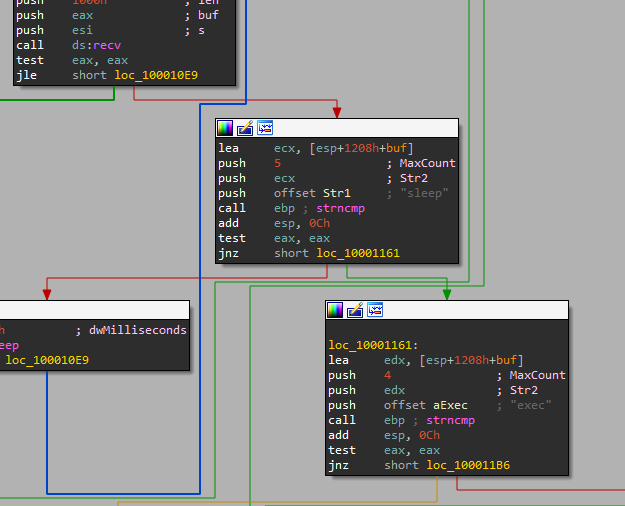 push 1000h ; len
push eax ; buf
push esi ; s
call ds:recv
test eax, eax
jle short loc_100010E9
lea ecx, [esp+1208h+buf]
push 5 ; MaxCount
push ecx ; Str2
push offset Str1 ; "sleep"
call ebp ; strncmp
add esp, 0Ch
test eax, eax
jnz short loc_10001161
h ; dwMilliseconds
eep
loc_100010E9
loc_10001161:
lea edx, [esp+1208h+buf]
push 4 ; MaxCount
push edx ; Str2
push offset aExec ; "exec"
call ebp ; strncmp
add esp, 0Ch
test eax, eax
jnz short loc_100011B6